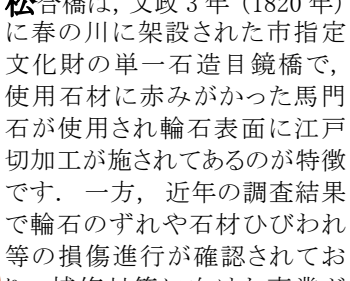 松合橋は，文政 3 年（1820 年）
に春の川に架設された市指定
文化財の単一石造目鏡橋で，
使用石材に赤みがかった馬門
石が使用され輪石表面に江戸
切加工が施されてあるのが特徴
です． 一方， 近年の調査結果
で輪石のずれや石材ひびわれ
等の損傷進行が確認されてお